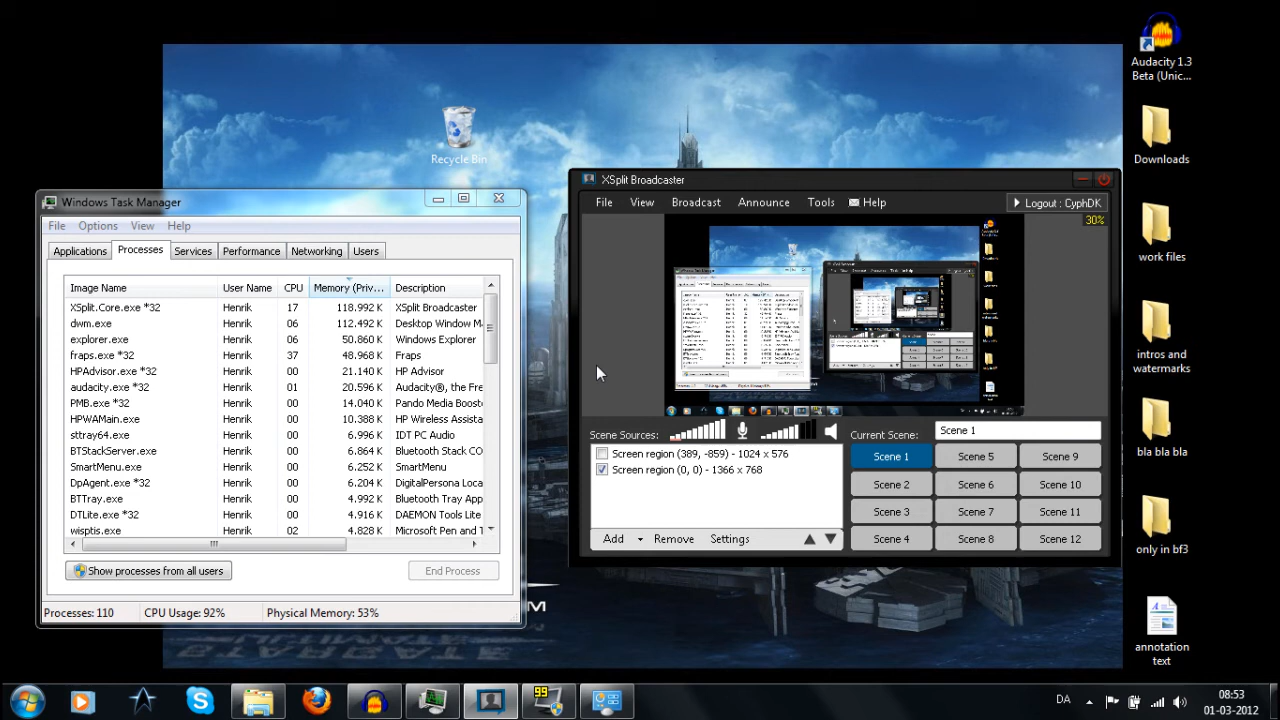 Audacity 1.3
Beta (Unic...
Recycle Bin
Downloads
work files
intros and
watermarks
bla bla bla
only in bf3
annotation
text
Windows Task Manager
File Options View Help
Applications Processes Services Performance Networking Users
Image Name User Name CPU Memory (Priv... Description
XSplit.Core.exe *32 Henrik 17 118.992 K XSplit Broadcaster
dwm.exe Henrik 07 112.492 K Desktop Window M
explorer.exe Henrik 06 50.860 K Windows Explorer
fraps.exe *32 Henrik 37 48.968 K Fraps
HPAdvisor.exe *32 Henrik 00 21.140 K HP Advisor
audacity.exe *32 Henrik 01 20.596 K Audacity®, the Fre
PMB.exe *32 Henrik 00 14.040 K Pando Media Booste
HPWAMain.exe Henrik 00 10.388 K HP Wireless Assista
sttray64.exe Henrik 00 6.996 K IDT PC Audio
BTStackServer.exe Henrik 00 6.864 K Bluetooth Stack CO
SmartMenu.exe Henrik 00 6.252 K SmartMenu
DpAgent.exe *32 Henrik 00 6.204 K DigitalPersona Local
BTTray.exe Henrik 00 4.992 K Bluetooth Tray App
DTLite.exe *32 Henrik 00 4.916 K DAEMON Tools Lite
wisptis.exe Henrik 02 4.828 K Microsoft Pen and T
Show processes from all users End Process
Processes: 110 CPU Usage: 92% Physical Memory: 53%
XSplit Broadcaster
File View Broadcast Announce Tools Help Logout : CyphDK
30%
Scene Sources: Current Scene: Scene 1
Screen region (389, -859) - 1024 x 576
Screen region (0, 0) - 1366 x 768
Scene 1 Scene 5 Scene 9
Scene 2 Scene 6 Scene 10
Scene 3 Scene 7 Scene 11
Scene 4 Scene 8 Scene 12
Add Remove Settings
99
DA
08:53
01-03-2012